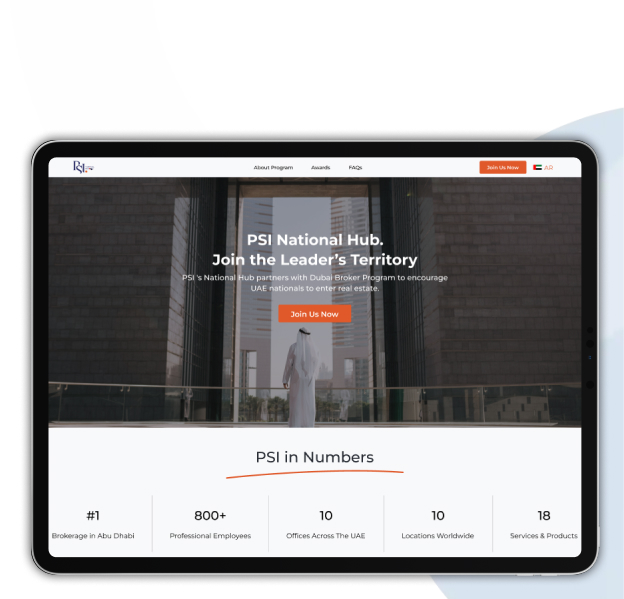 PSI
About Program Awards FAQs
Join Us Now
AR
PSI National Hub.
Join the Leader's Territory
PSI 's National Hub partners with Dubai Broker Program to encourage
UAE nationals to enter real estate.
Join Us Now
PSI in Numbers
#1
Brokerage in Abu Dhabi
800+
Professional Employees
10
Offices Across The UAE
10
Locations Worldwide
18
Services & Products